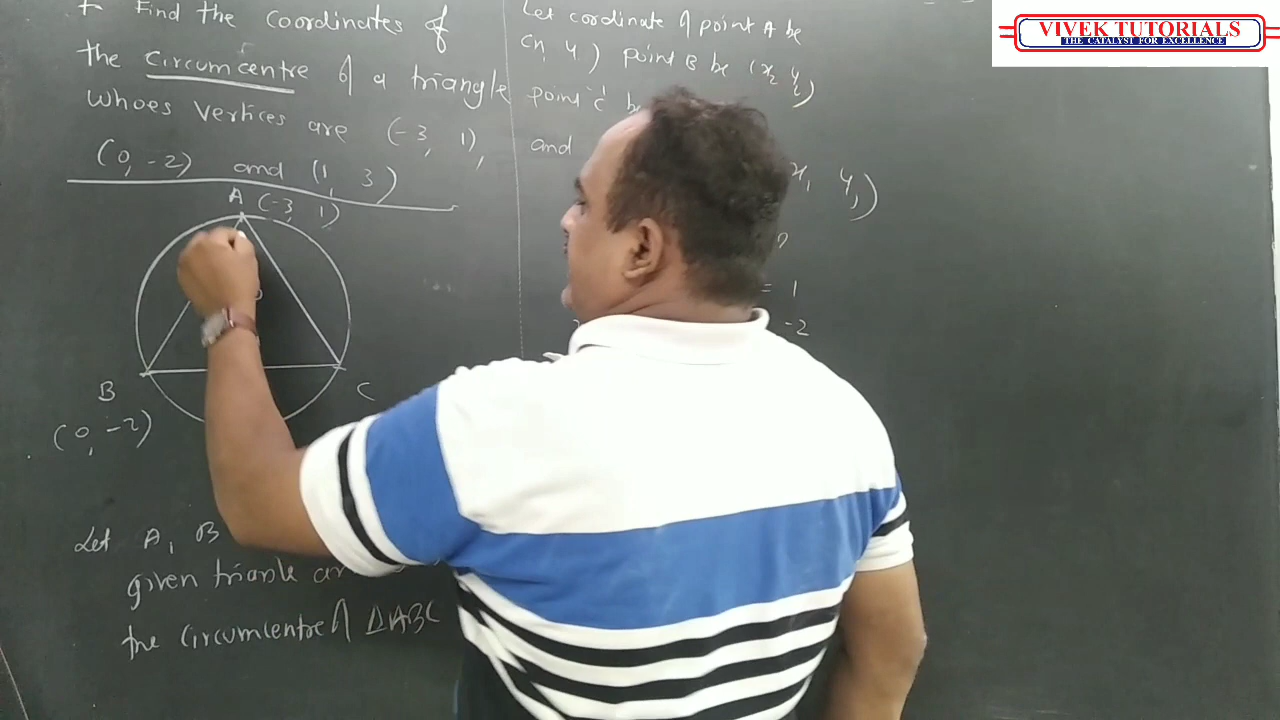 Find the coordinates of
the circumcentre of a triangle
whoes vertices are (-3, 1),
(0, -2) and (1, 3)
A (-3, 1)
B
C
(0, -2)
Let A, B
given triangle
the circumcentre of ΔABC
Let cordinate of point A be
point B be (x2 y2)
point C be
and
x1 y1)
= 1
-2
VIVEK TUTORIALS
THE CATALYST FOR EXCELLENCE